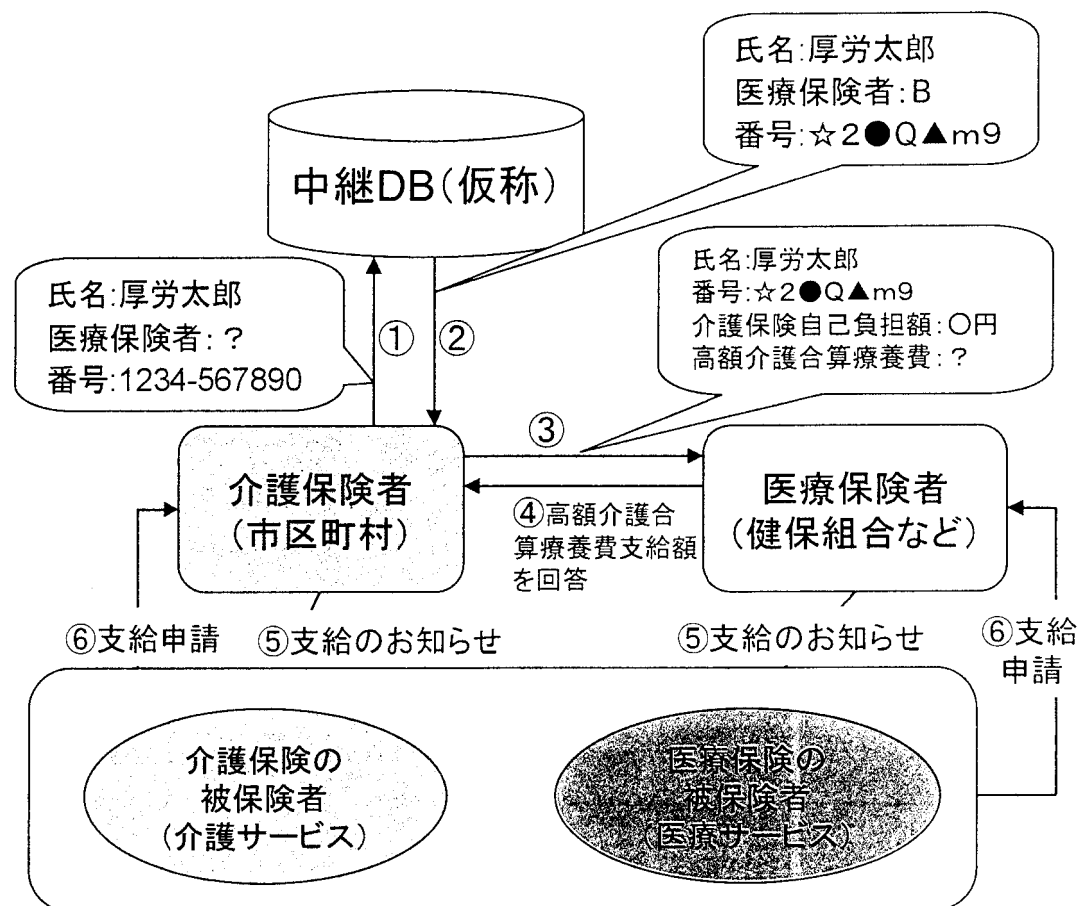 氏名:厚労太郎
医療保険者:B
番号:☆2●Q▲m9
中継DB(仮称)
氏名:厚労太郎
医療保険者:?
番号:1234-567890
①
②
氏名:厚労太郎
番号:☆2●Q▲m9
介護保険自己負担額:〇円
高額介護合算療養費:?
③
介護保険者
(市区町村)
④高額介護合
算療養費支給額
を回答
医療保険者
(健保組合など)
⑥支給申請
⑤支給のお知らせ
⑤支給のお知らせ
⑥支給
申請
介護保険の
被保険者
(介護サービス)
医療保険の
被保険者
(医療サービス)